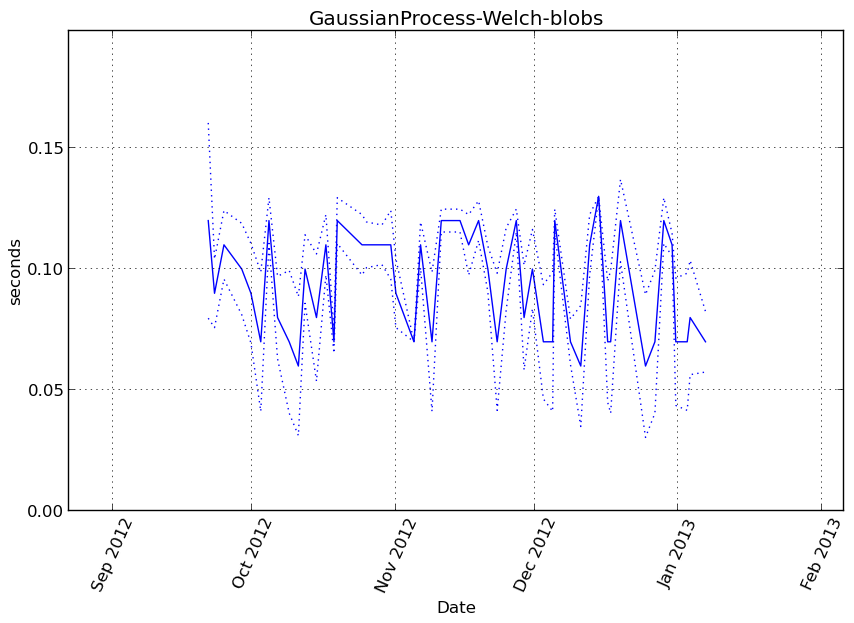 GaussianProcess-Welch-blobs
seconds
0.15
0.10
0.05
0.00
Sep 2012
Oct 2012
Nov 2012
Dec 2012
Jan 2013
Feb 2013
Date